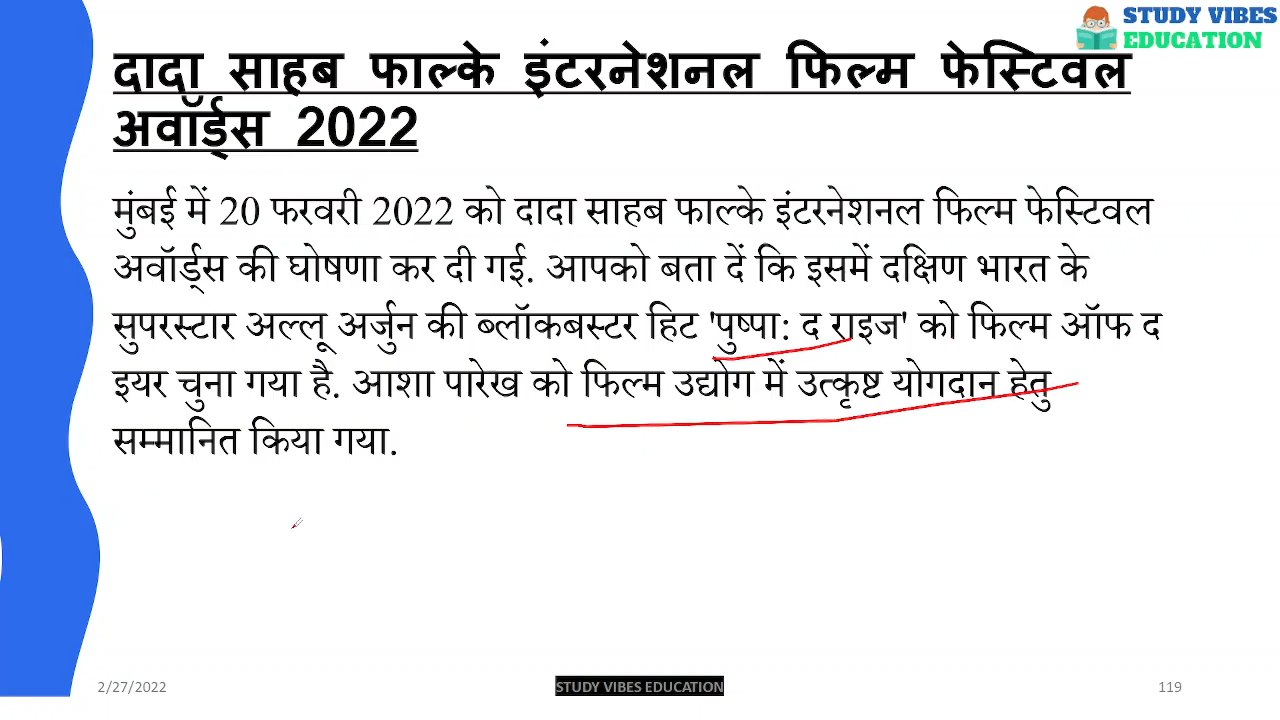 STUDY VIBES
EDUCATION
दादा साहब फाल्के इंटरनेशनल फिल्म फेस्टिवल
अवॉर्ड्स 2022
मुंबई में 20 फरवरी 2022 को दादा साहब फाल्के इंटरनेशनल फिल्म फेस्टिवल
अवॉर्ड्स की घोषणा कर दी गई. आपको बता दें कि इसमें दक्षिण भारत के
सुपरस्टार अल्लू अर्जुन की ब्लॉकबस्टर हिट 'पुष्पा: द राइज' को फिल्म ऑफ द
इयर चुना गया है. आशा पारेख को फिल्म उद्योग में उत्कृष्ट योगदान हेतु
सम्मानित किया गया.
2/27/2022
STUDY VIBES EDUCATION
119